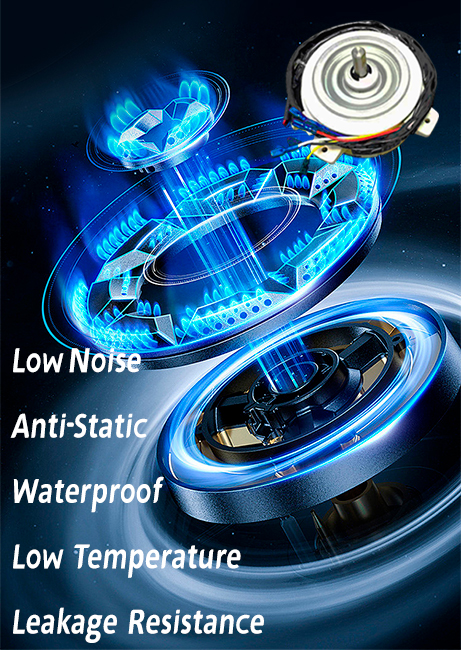 Low Noise
Anti-Static
Waterproof
Low Temperature
Leakage Resistance